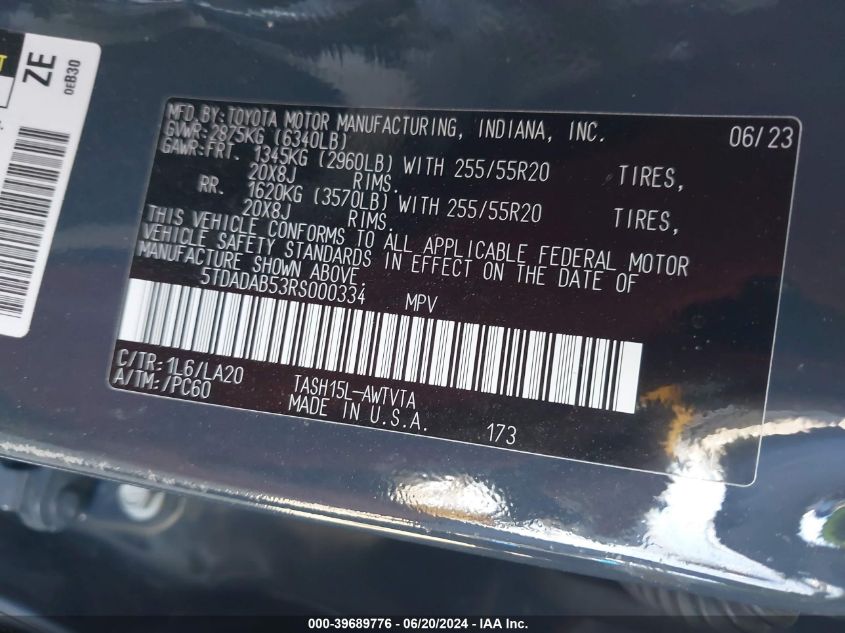 T
ZE
0EB30
MFD.BY:TOYOTA MOTOR MANUFACTURING, INDIANA, INC. 06/23
GVWR:2875KG (6340LB)
GAWR:FRT. 1345KG (2960LB) WITH 255/55R20 TIRES,
20X8J RIMS.
RR. 1620KG (3570LB) WITH 255/55R20 TIRES,
20X8J RIMS.
THIS VEHICLE CONFORMS TO ALL APPLICABLE FEDERAL MOTOR
VEHICLE SAFETY STANDARDS IN EFFECT ON THE DATE OF
MANUFACTURE SHOWN ABOVE.
5TDADAB53RS000334 MPV
C/TR:1L6/LA20 TASH15L-AWTVTA
A/TM:/PC60 MADE IN U.S.A. 173
000-39689776 - 06/20/2024 - IAA Inc.